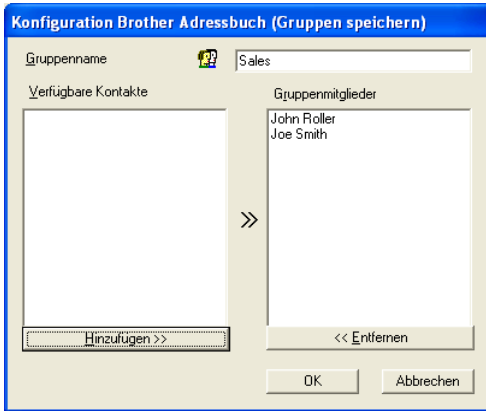 Konfiguration Brother Adressbuch (Gruppen speichern)
Gruppenname
Sales
Verfügbare Kontakte
Gruppenmitglieder
John Roller
Joe Smith
Hinzufügen >>
<< Entfernen
OK
Abbrechen